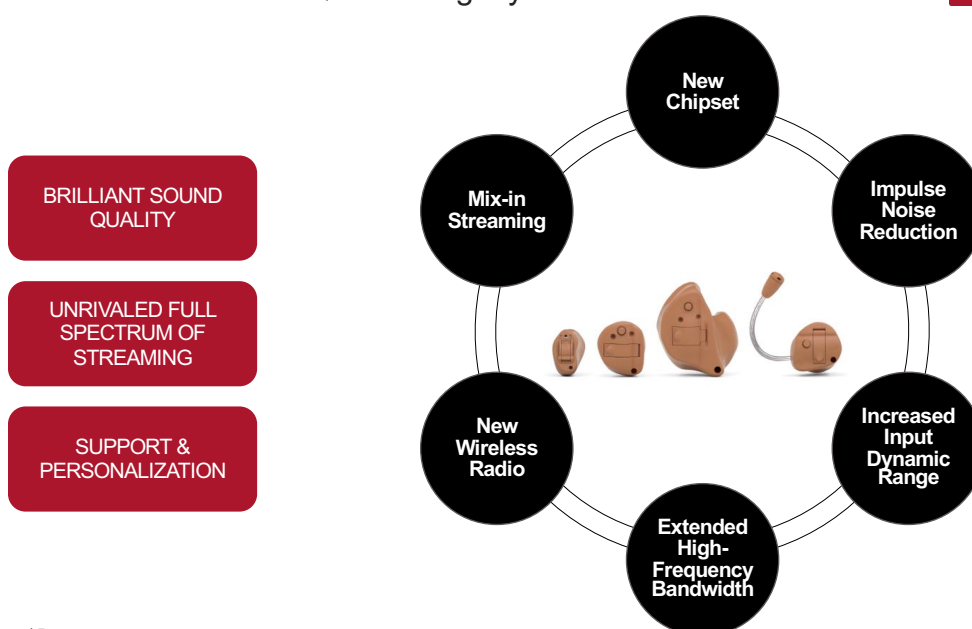 BRILLIANT SOUND
QUALITY
UNRIVALED FULL
SPECTRUM OF
STREAMING
SUPPORT &
PERSONALIZATION
New
Chipset
Impulse
Noise
Reduction
Increased
Input
Dynamic
Range
Extended
High-
Frequency
Bandwidth
New
Wireless
Radio
Mix-in
Streaming